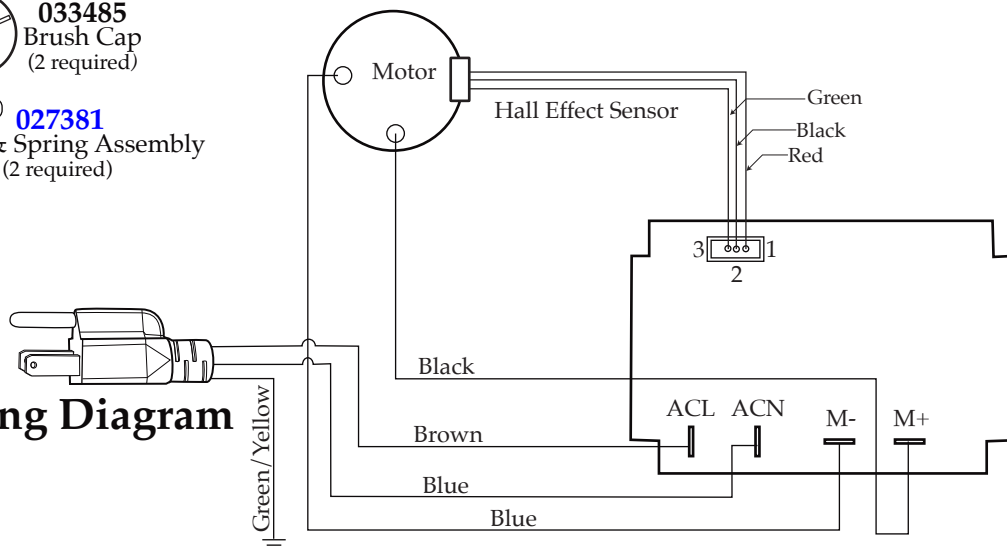 033485
Brush Cap
(2 required)
027381
Spring Assembly
(2 required)
Motor
Hall Effect Sensor
Green
Black
Red
3
1
2
Black
ACL
ACN
M-
M+
Diagram
Brown
Green/Yellow
Blue
Blue